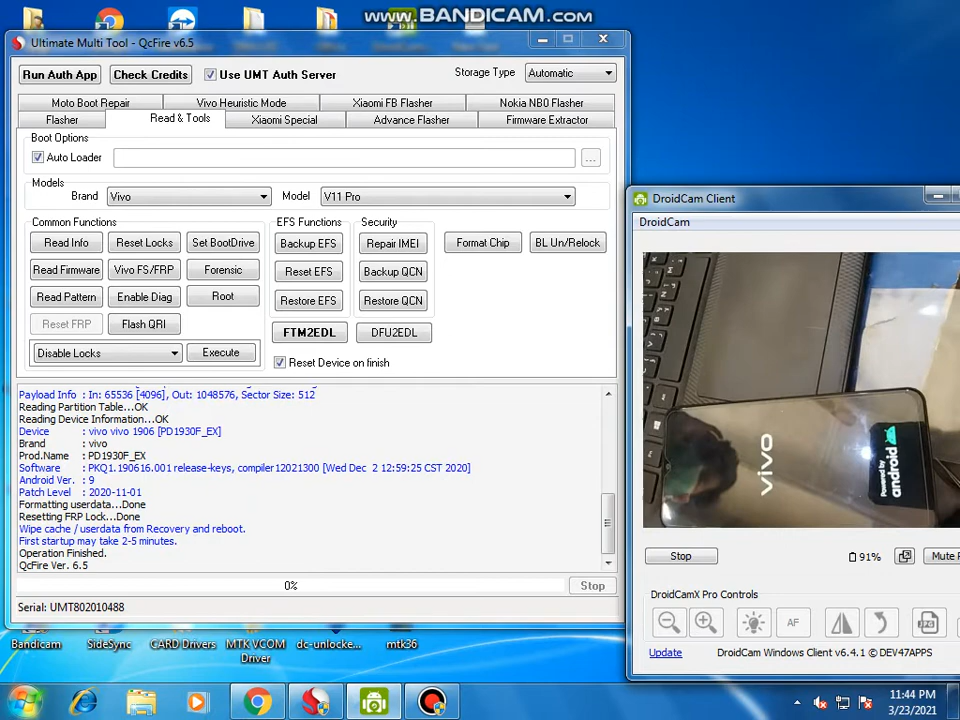 www.BANDICAM.com
Ultimate Multi Tool - QcFire v6.5
Run Auth App
Check Credits
Use UMT Auth Server
Storage Type
Automatic
Moto Boot Repair
Vivo Heuristic Mode
Xiaomi FB Flasher
Nokia NB0 Flasher
Flasher
Read & Tools
Xiaomi Special
Advance Flasher
Firmware Extractor
Boot Options
Auto Loader
...
Models
Brand
Vivo
Model
V11 Pro
Common Functions
EFS Functions
Security
Read Info
Reset Locks
Set BootDrive
Backup EFS
Repair IMEI
Format Chip
BL Un/Relock
Read Firmware
Vivo FS/FRP
Forensic
Reset EFS
Backup QCN
Read Pattern
Enable Diag
Root
Restore EFS
Restore QCN
Reset FRP
Flash QRI
FTM2EDL
DFU2EDL
Disable Locks
Execute
Reset Device on finish
Payload Info : In: 65536 [4096], Out: 1048576, Sector Size: 512
Reading Partition Table...OK
Reading Device Information...OK
Device : vivo vivo 1906 [PD1930F_EX]
Brand : vivo
Prod.Name : PD1930F_EX
Software : PKQ1.190616.001 release-keys, compiler12021300 [Wed Dec 2 12:59:25 CST 2020]
Android Ver. : 9
Patch Level : 2020-11-01
Formatting userdata...Done
Resetting FRP Lock...Done
Wipe cache / userdata from Recovery and reboot.
First startup may take 2-5 minutes.
Operation Finished.
QcFire Ver. 6.5
0%
Stop
Serial: UMT802010488
DroidCam Client
DroidCam
vivo
Powered by
android
Stop
91%
Mute
DroidCamX Pro Controls
AF
JPG
Update
DroidCam Windows Client v6.4.1 © DEV47APPS
Bandicam
SideSync
CARD Drivers
MTK VCOM
Driver
dc-unlocke...
mtk36
11:44 PM
3/23/2021